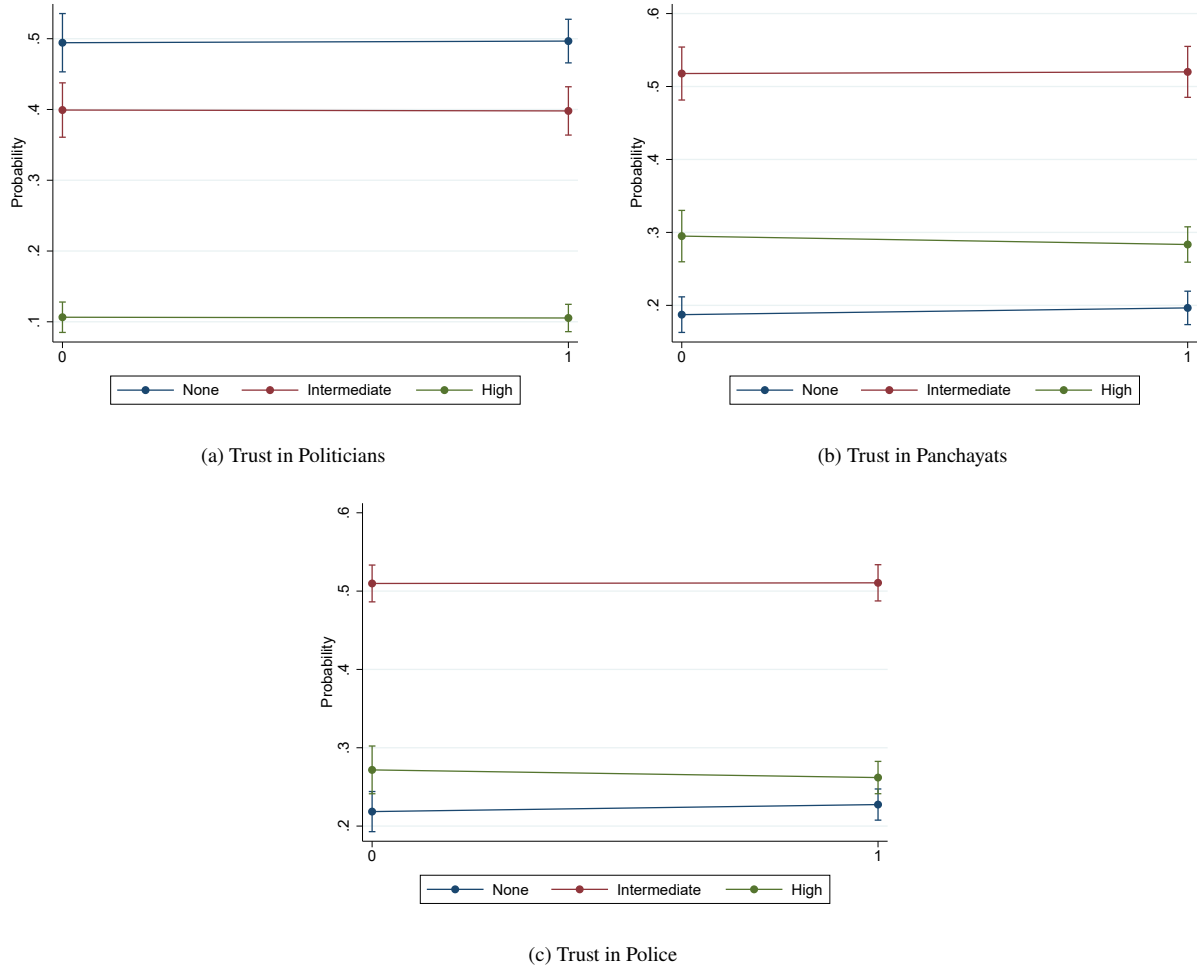 Probability
.5
.4
.3
.2
.1
0 1
None Intermediate High
(a) Trust in Politicians
Probability
.6
.5
.4
.3
.2
0 1
None Intermediate High
(b) Trust in Panchayats
Probability
.6
.5
.4
.3
.2
0 1
None Intermediate High
(c) Trust in Police